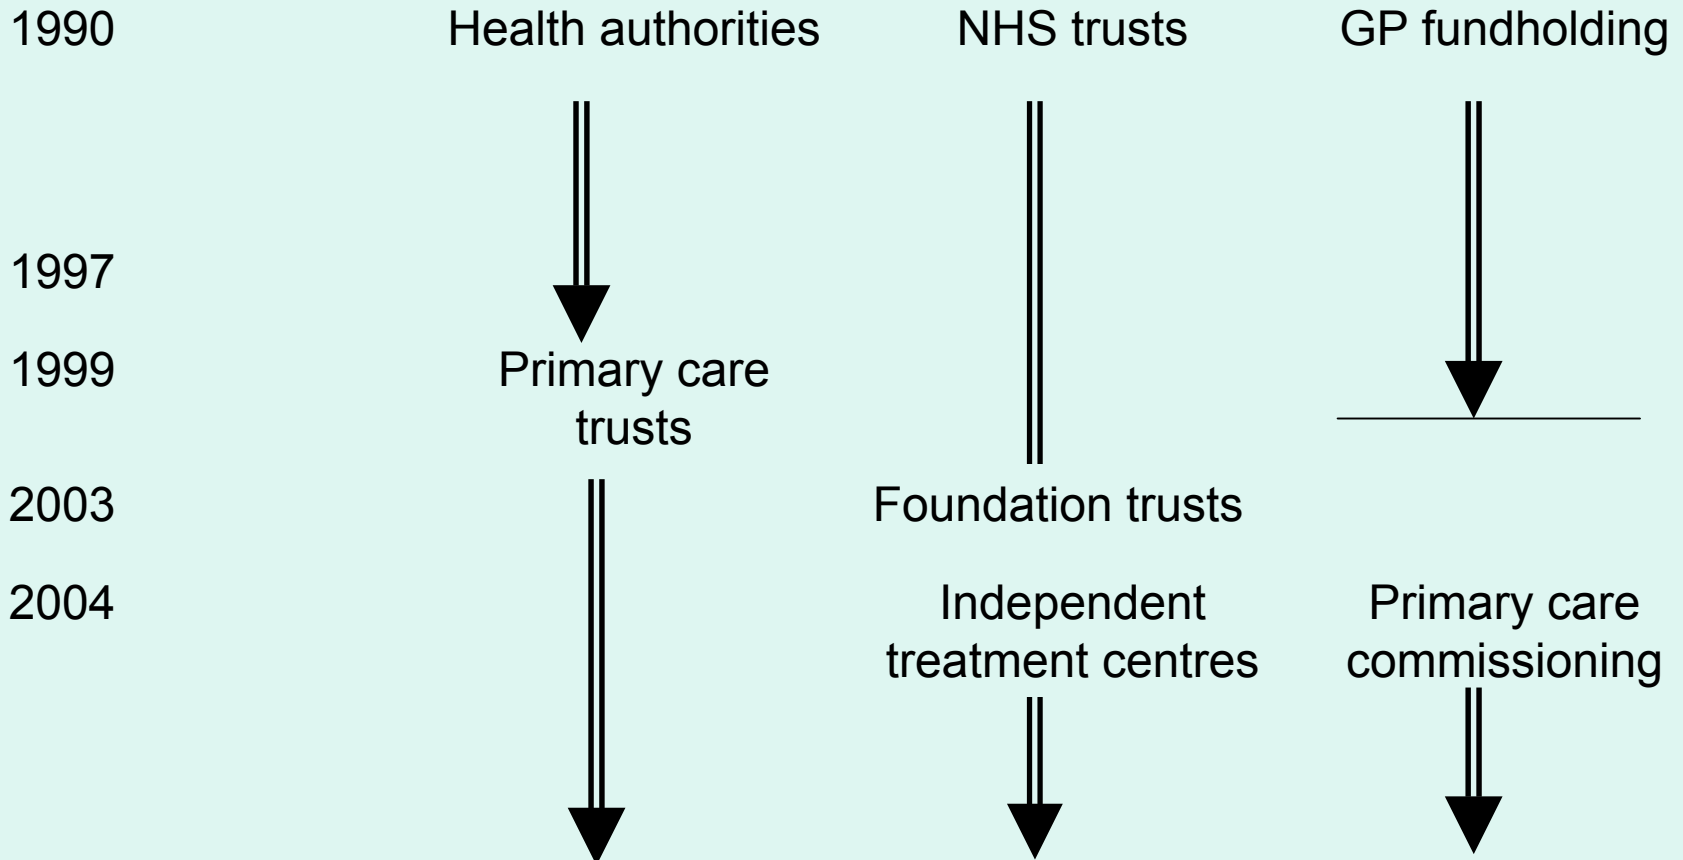 1990 Health authorities NHS trusts GP fundholding
1997
1999 Primary care
trusts
2003 Foundation trusts
2004 Independent Primary care
treatment centres commissioning